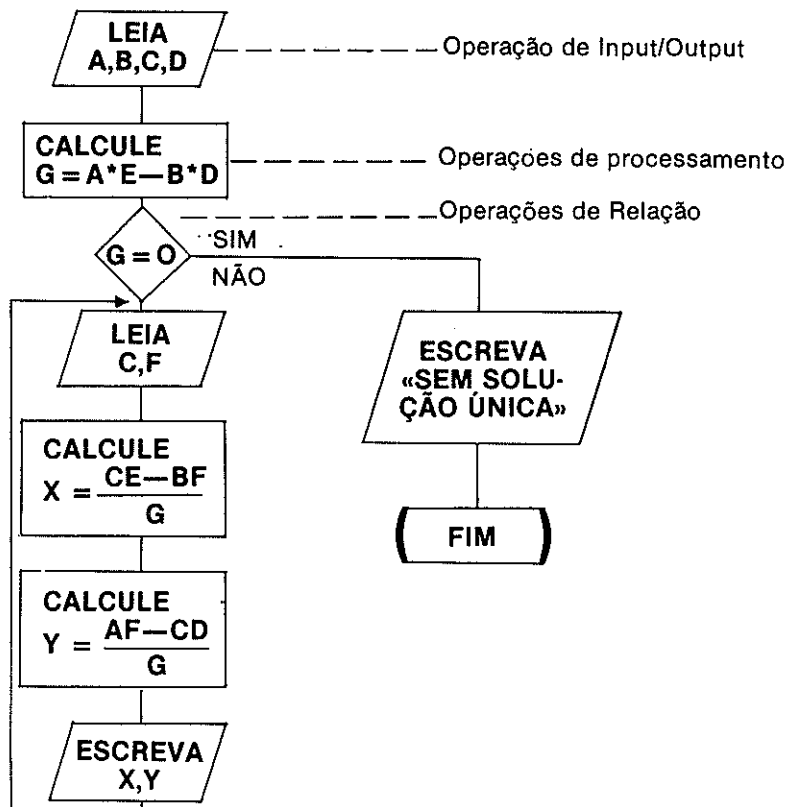 LEIA
A,B,C,D
Operação de Input/Output
CALCULE
G = A*E—B*D
Operações de processamento
Operações de Relação
G = O
SIM
NÃO
LEIA
C,F
ESCREVA
«SEM SOLU-
ÇÃO ÚNICA»
CALCULE
X = CE—BF
G
FIM
CALCULE
Y = AF—CD
G
ESCREVA
X,Y